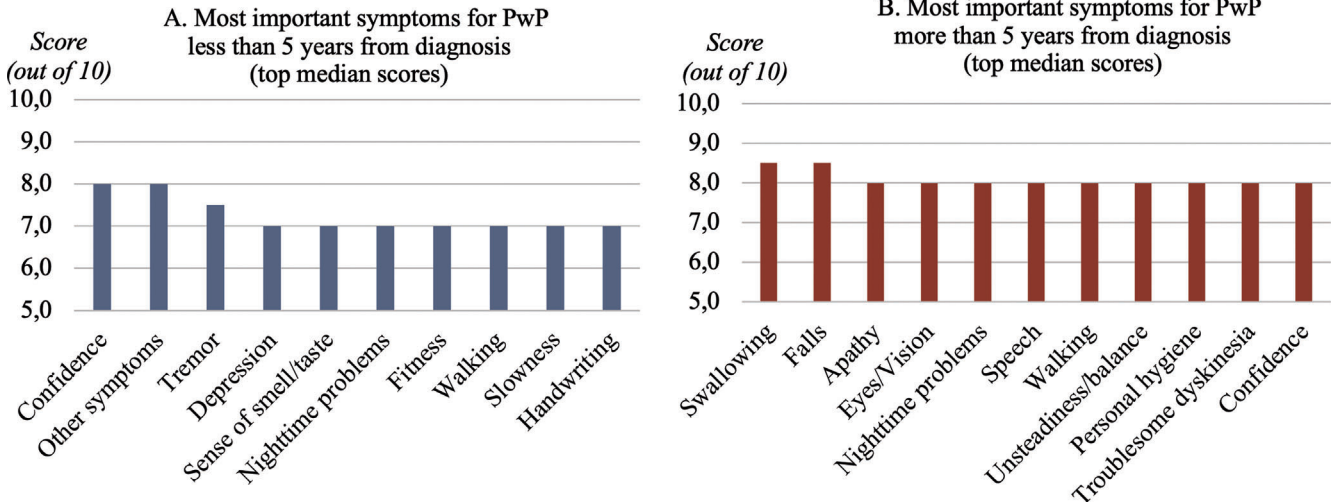 A. Most important symptoms for PwP
less than 5 years from diagnosis
(top median scores)
Score
(out of 10)
10,0
9,0
8,0
7,0
6,0
5,0
Confidence
Other symptoms
Tremor
Depression
Sense of smell/taste
Nighttime problems
Fitness
Walking
Slowness
Handwriting
B. Most important symptoms for PwP
more than 5 years from diagnosis
(top median scores)
Score
(out of 10)
10,0
9,0
8,0
7,0
6,0
5,0
Swallowing
Falls
Apathy
Eyes/Vision
Nighttime problems
Speech
Walking
Unsteadiness/balance
Personal hygiene
Troublesome dyskinesia
Confidence